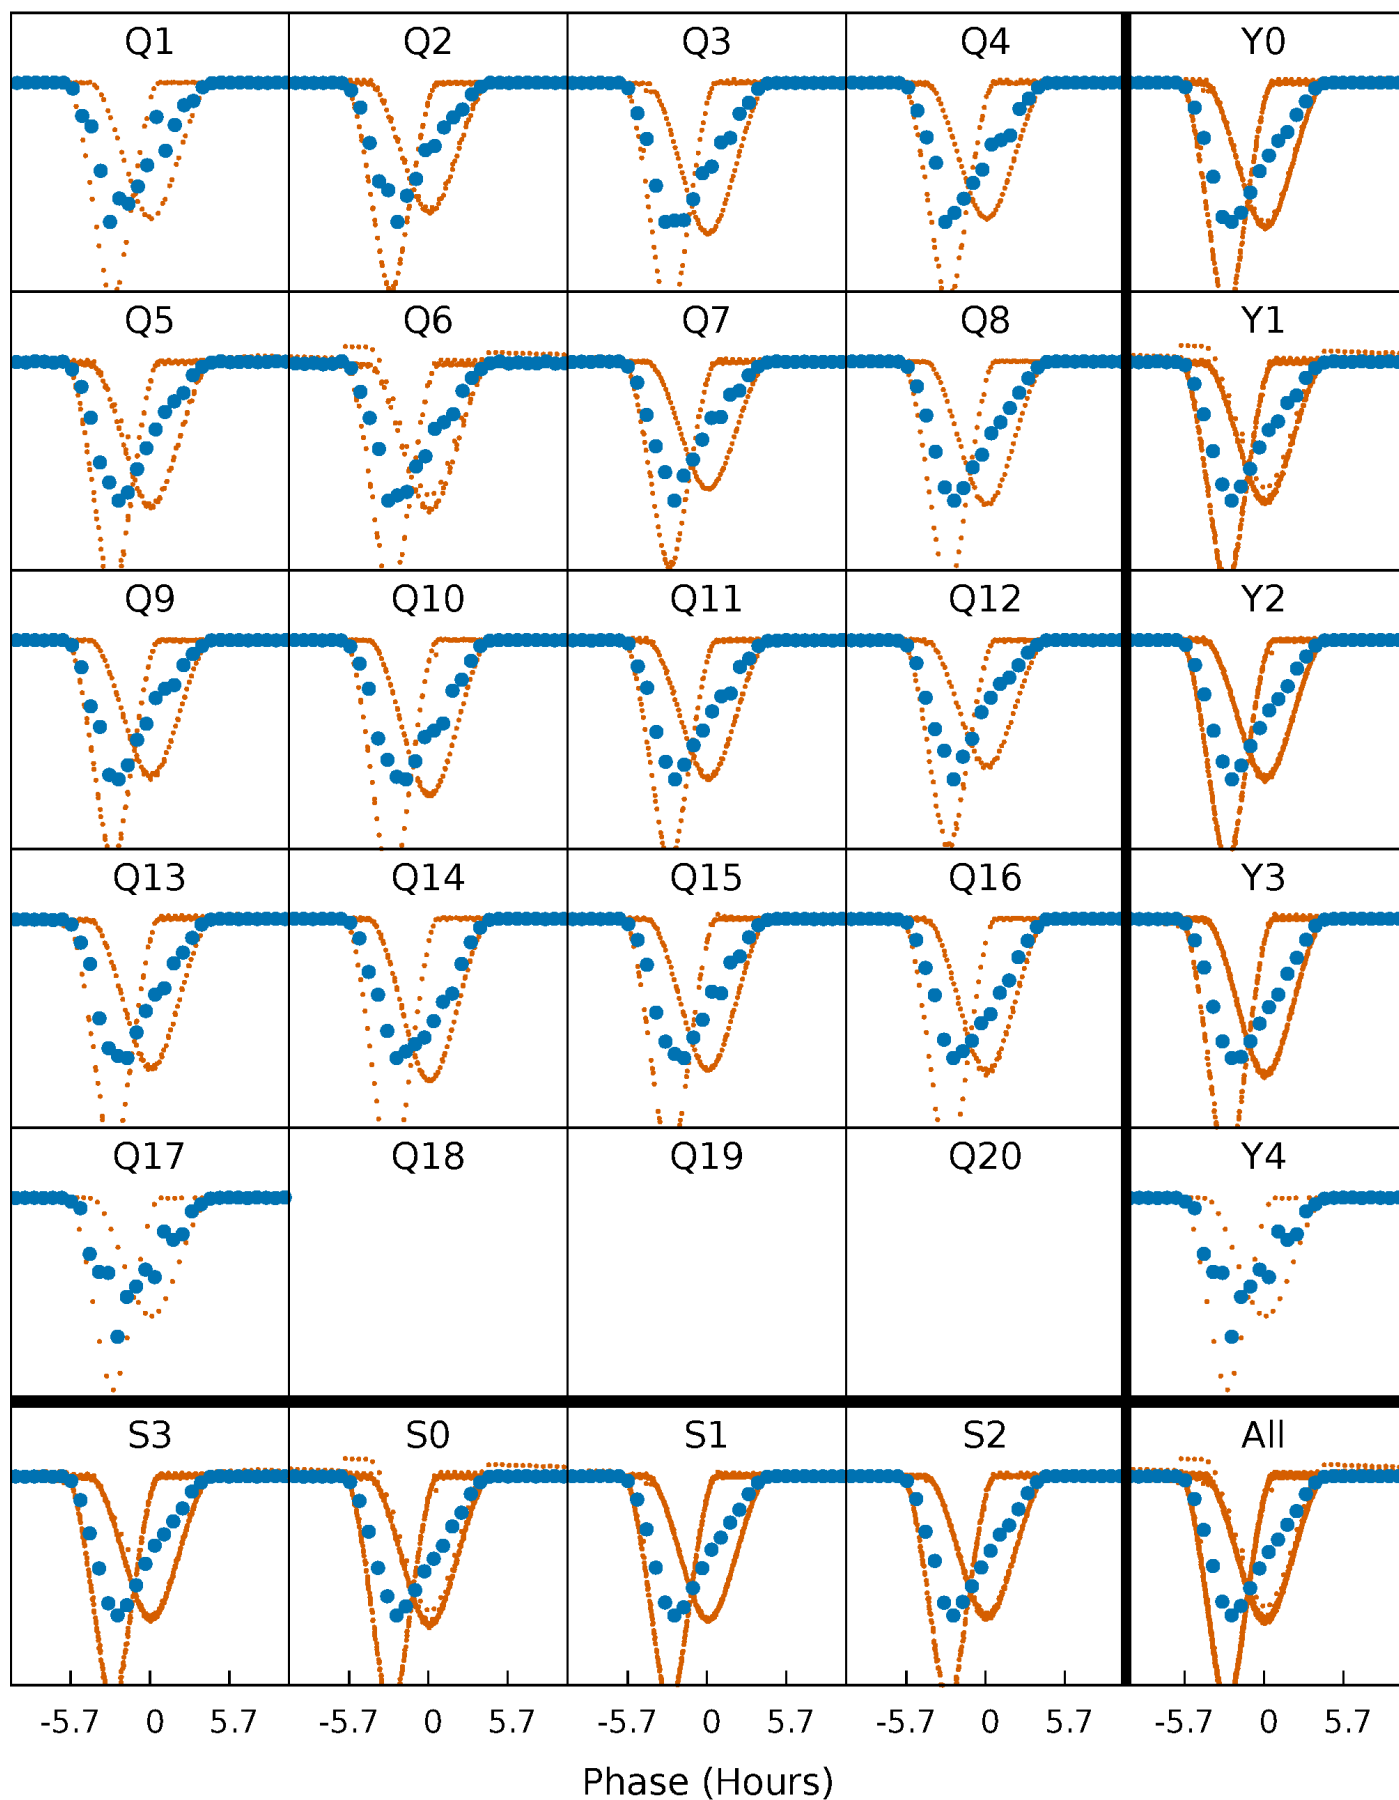 Q1 Q2 Q3 Q4 Y0
Q5 Q6 Q7 Q8 Y1
Q9 Q10 Q11 Q12 Y2
Q13 Q14 Q15 Q16 Y3
Q17 Q18 Q19 Q20 Y4
S3 S0 S1 S2 All
-5.7 0 5.7 -5.7 0 5.7 -5.7 0 5.7 -5.7 0 5.7 -5.7 0 5.7
Phase (Hours)